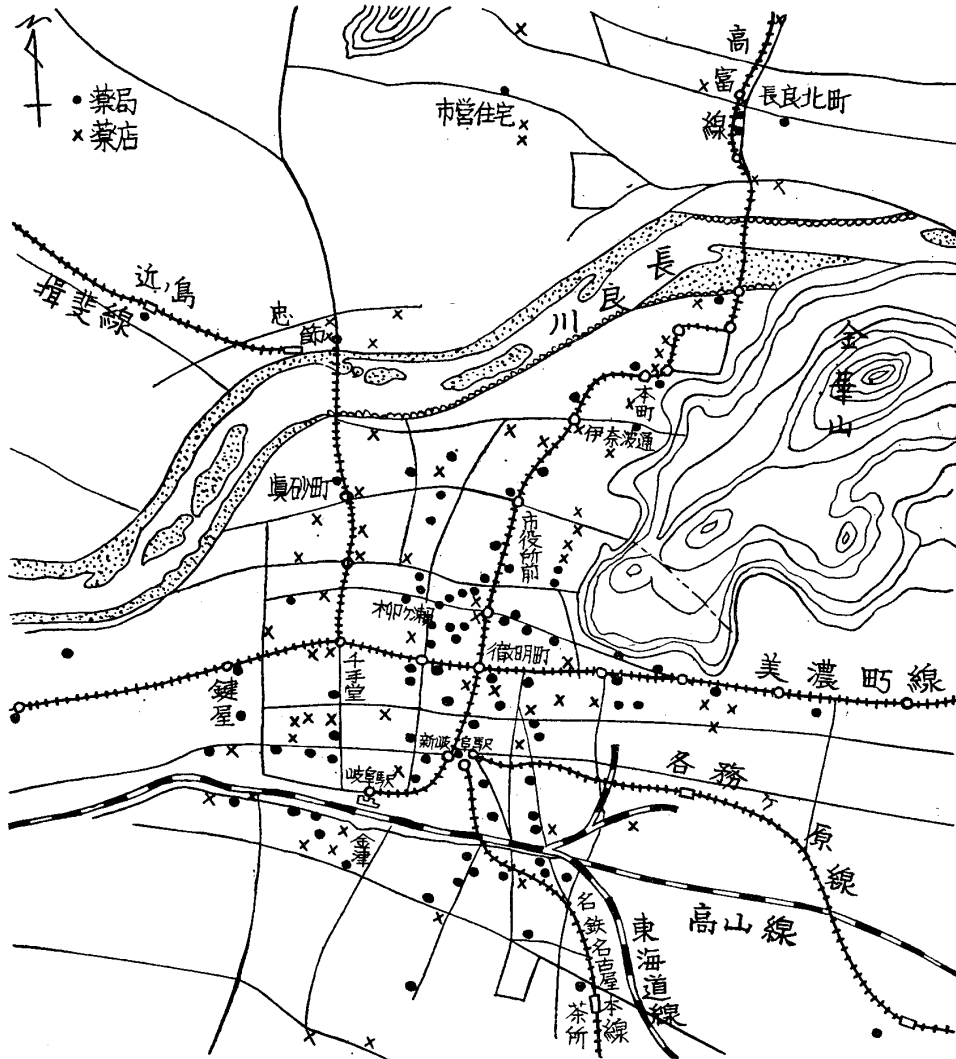 N
● 薬局
× 薬店
高富線
長良北町
市営住宅
近ノ島
揖斐線
忠節
長良川
金華山
本町
伊奈波通
眞砂町
市役所前
柳ヶ瀬
徹明町
千手堂
美濃町線
鍵屋
新岐阜駅
岐阜駅
各務ヶ原線
金津
高山線
東海道線
名鉄名古屋本線
茶所